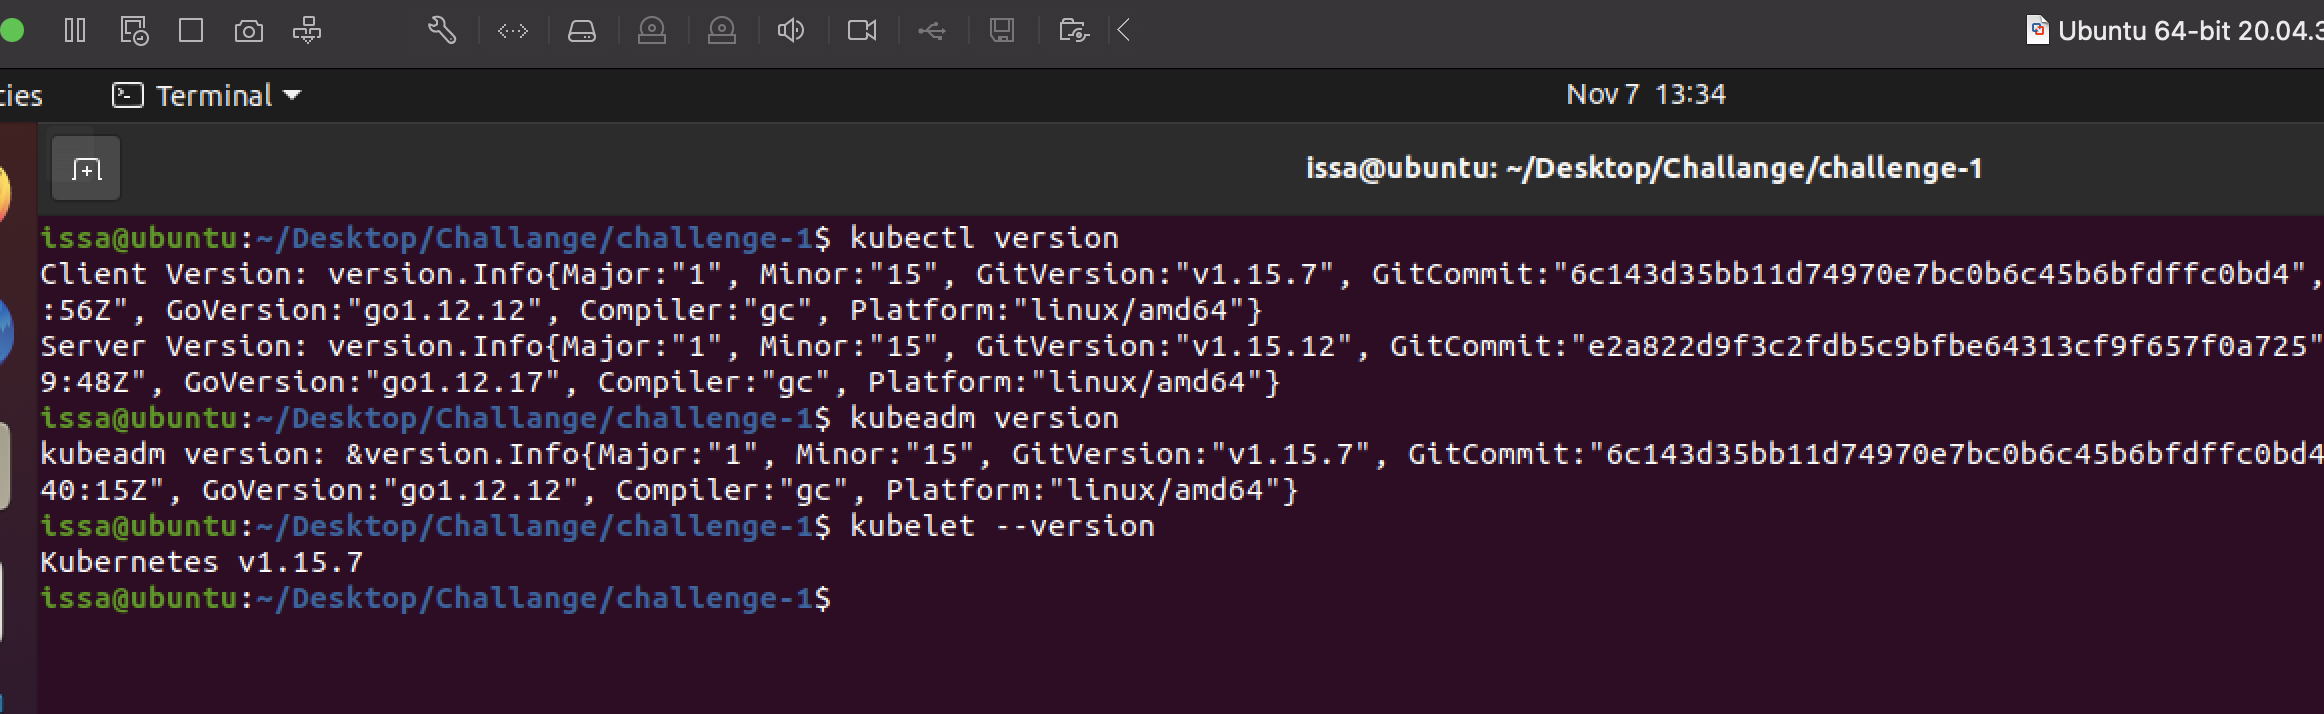 Ubuntu 64-bit 20.04.3
ties
Terminal
Nov 7 13:34
issa@ubuntu: ~/Desktop/Challange/challenge-1
issa@ubuntu:~/Desktop/Challange/challenge-1$ kubectl version
Client Version: version.Info{Major:"1", Minor:"15", GitVersion:"v1.15.7", GitCommit:"6c143d35bb11d74970e7bc0b6c45b6bfdffc0bd4",
:56Z", GoVersion:"go1.12.12", Compiler:"gc", Platform:"linux/amd64"}
Server Version: version.Info{Major:"1", Minor:"15", GitVersion:"v1.15.12", GitCommit:"e2a822d9f3c2fdb5c9bfbe64313cf9f657f0a725"
9:48Z", GoVersion:"go1.12.17", Compiler:"gc", Platform:"linux/amd64"}
issa@ubuntu:~/Desktop/Challange/challenge-1$ kubeadm version
kubeadm version: &version.Info{Major:"1", Minor:"15", GitVersion:"v1.15.7", GitCommit:"6c143d35bb11d74970e7bc0b6c45b6bfdffc0bd4
40:15Z", GoVersion:"go1.12.12", Compiler:"gc", Platform:"linux/amd64"}
issa@ubuntu:~/Desktop/Challange/challenge-1$ kubelet --version
Kubernetes v1.15.7
issa@ubuntu:~/Desktop/Challange/challenge-1$